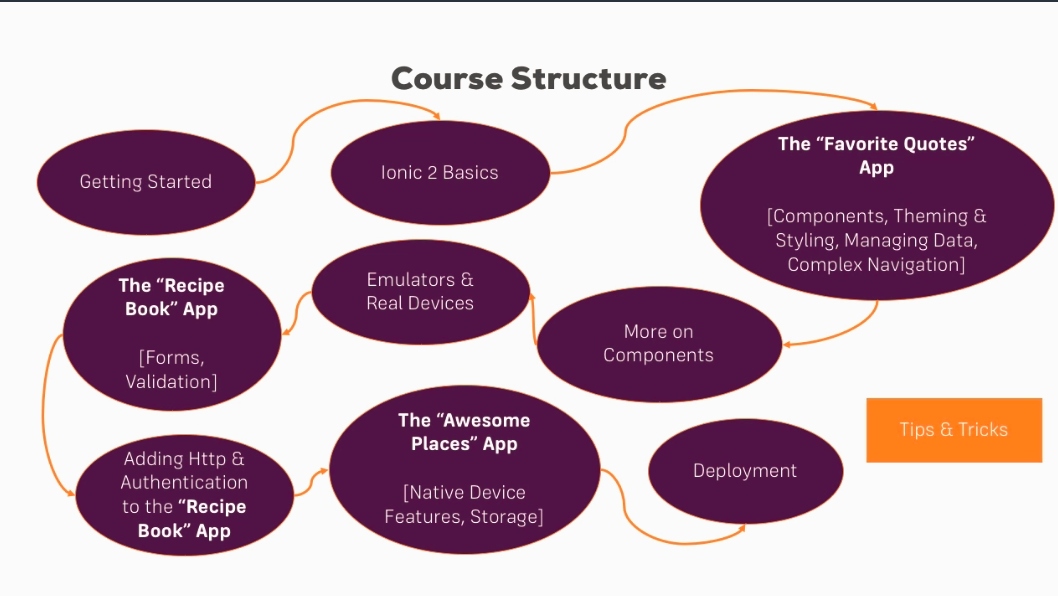 Course Structure
Getting Started
Ionic 2 Basics
The “Favorite Quotes”
App
[Components, Theming &
Styling, Managing Data,
Complex Navigation]
More on
Components
Emulators &
Real Devices
The “Recipe
Book” App
[Forms,
Validation]
Adding Http &
Authentication
to the “Recipe
Book” App
The “Awesome
Places” App
[Native Device
Features, Storage]
Deployment
Tips & Tricks